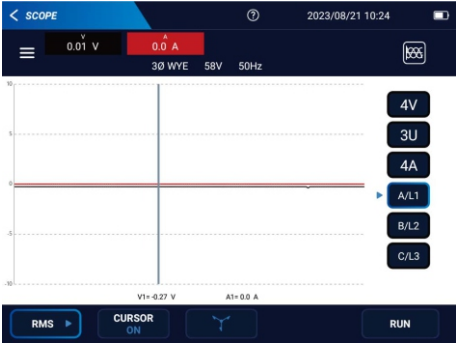 SCOPE
? 2023/08/21 10:24
V A
0.01 V 0.0 A
3Ø WYE 58V 50Hz
10
5
0
-5
-10
4V
3U
4A
A/L1
B/L2
C/L3
V1= -0.27 V A1= 0.0 A
RMS
CURSOR
ON
RUN